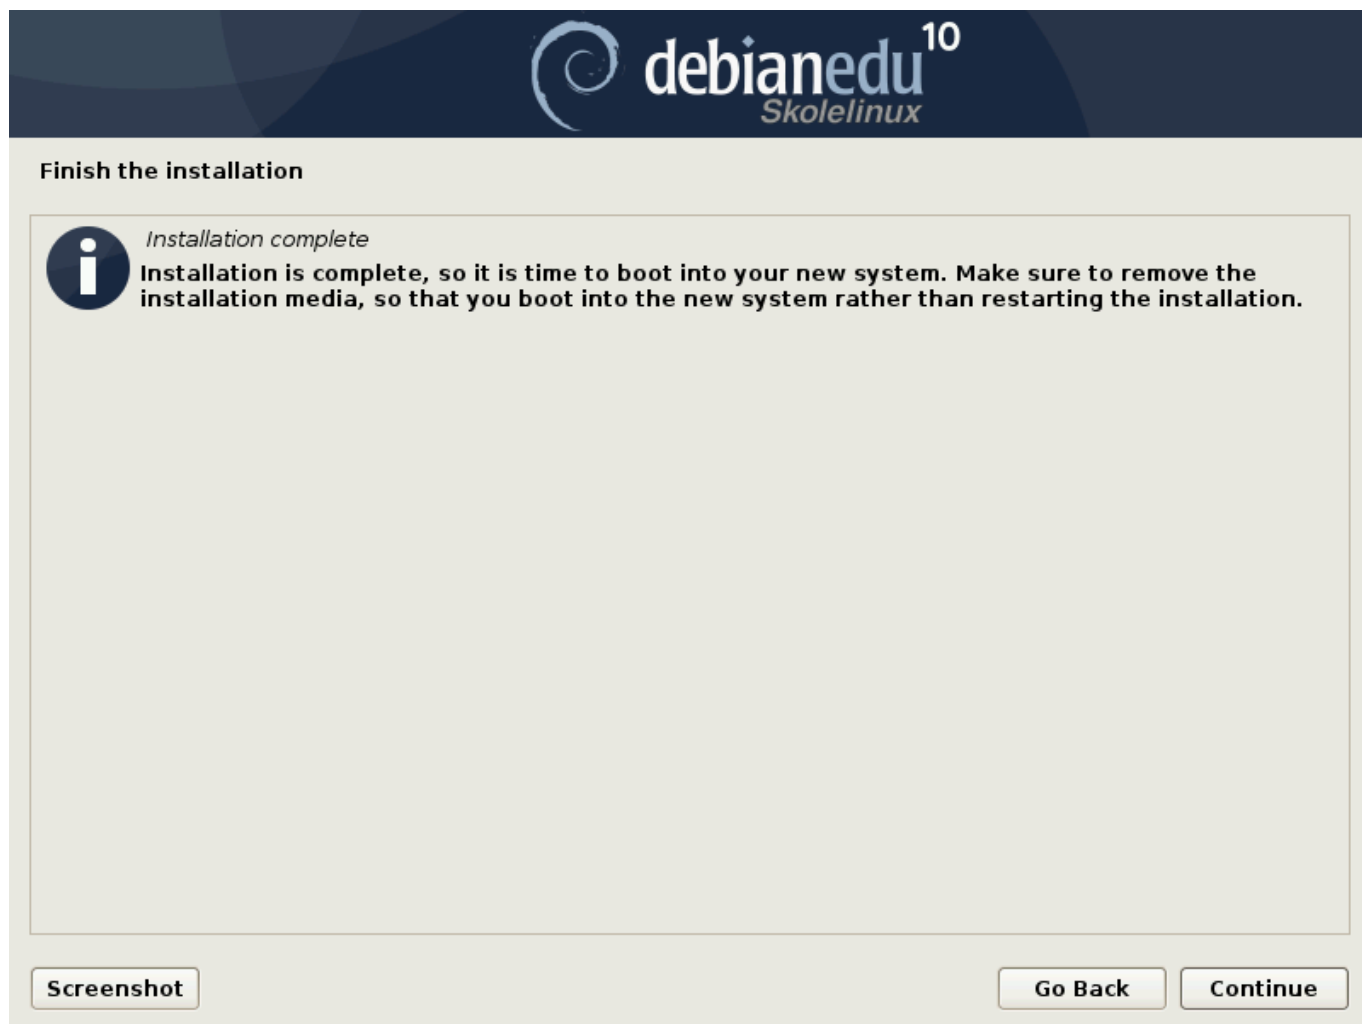 debianedu 10
Skolelinux
Finish the installation
Installation complete
Installation is complete, so it is time to boot into your new system. Make sure to remove the
installation media, so that you boot into the new system rather than restarting the installation.
Screenshot
Go Back
Continue